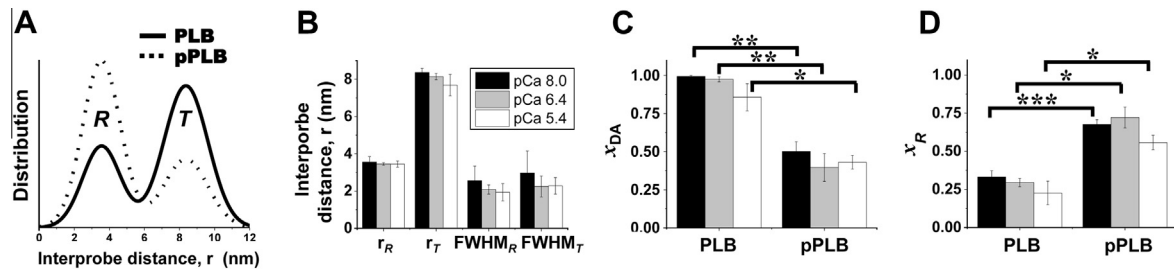 A
PLB
pPLB
R
T
Distribution
0 2 4 6 8 10 12
Interprobe distance, r (nm)
B
Interporbe
distance, r (nm)
8
6
4
2
0
pCa 8.0
pCa 6.4
pCa 5.4
r_R r_T FWHM_R FWHM_T
C
**
**
*
x_DA
1.00
0.75
0.50
0.25
0.00
PLB pPLB
D
*
*
***
x_R
1.00
0.75
0.50
0.25
0.00
PLB pPLB